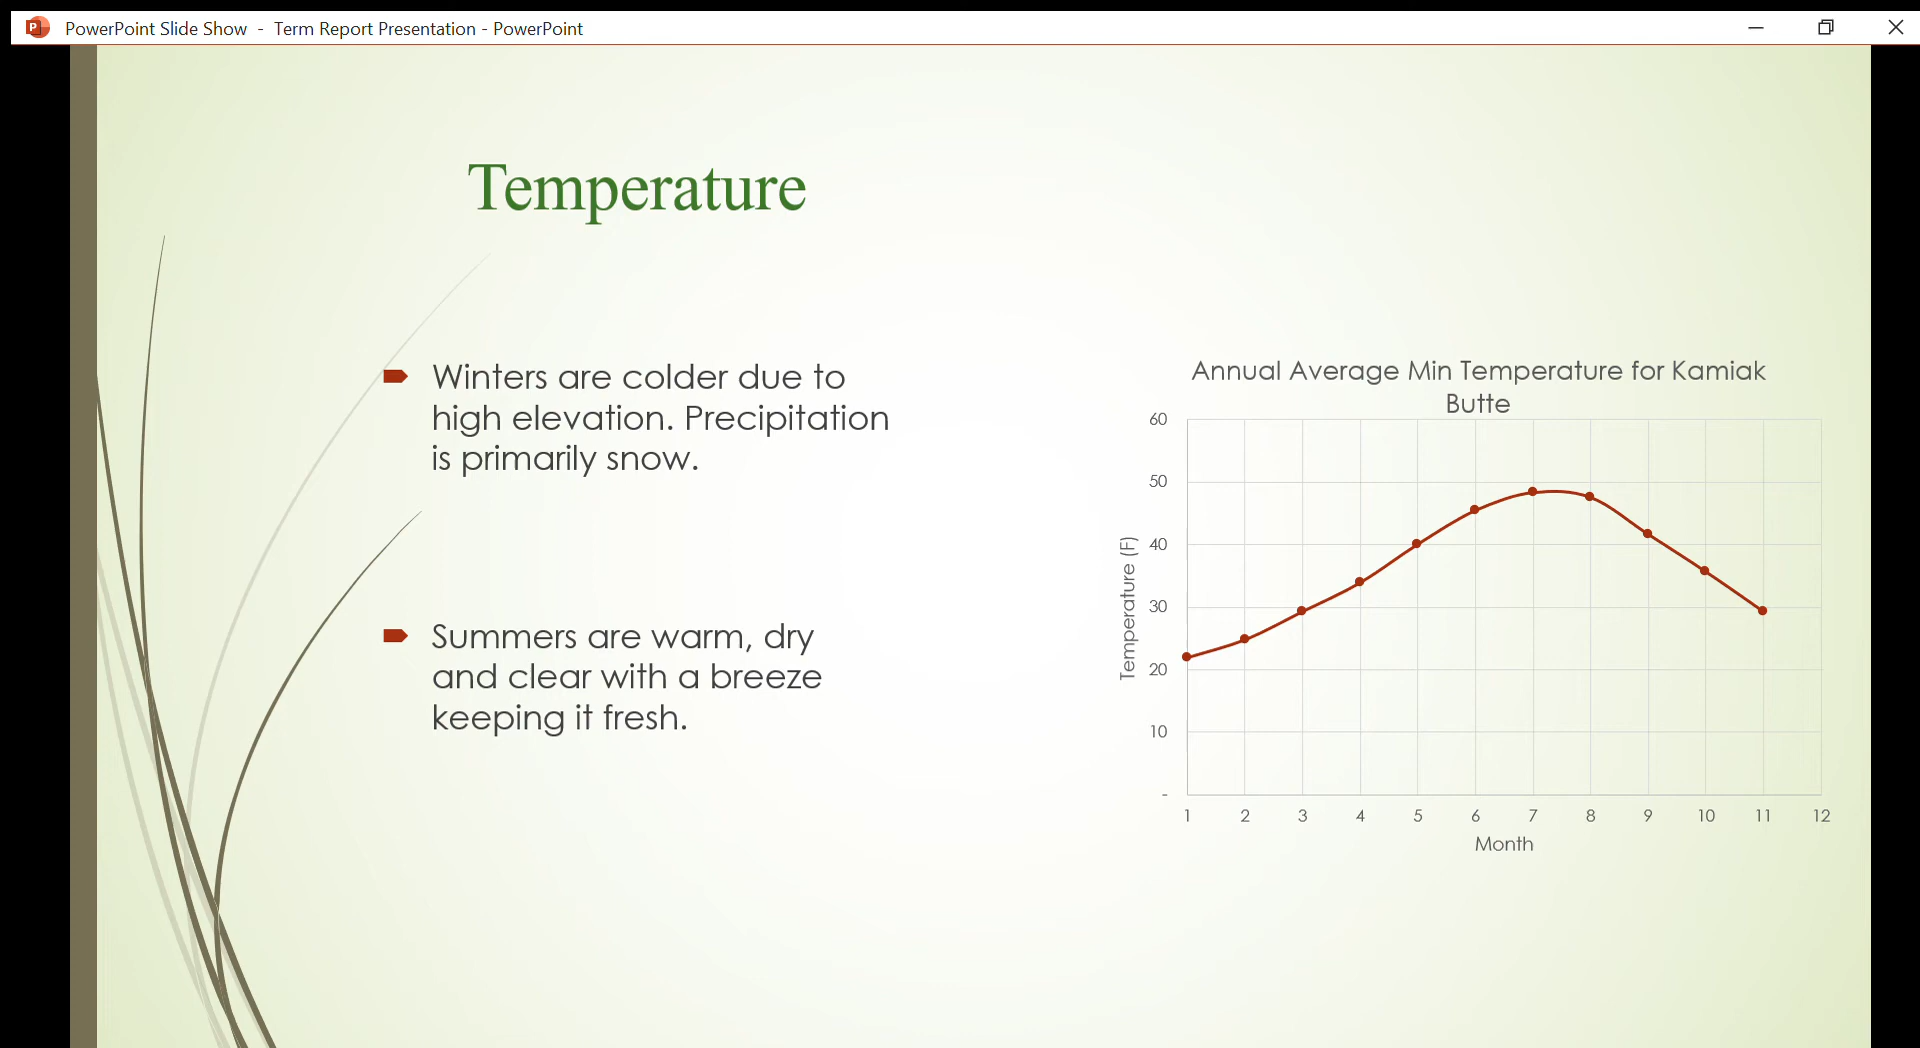 PowerPoint Slide Show - Term Report Presentation - PowerPoint
Temperature
Winters are colder due to
high elevation. Precipitation
is primarily snow.
Summers are warm, dry
and clear with a breeze
keeping it fresh.
Annual Average Min Temperature for Kamiak
Butte
60
50
40
30
20
10
-
Temperature (F)
1 2 3 4 5 6 7 8 9 10 11 12
Month